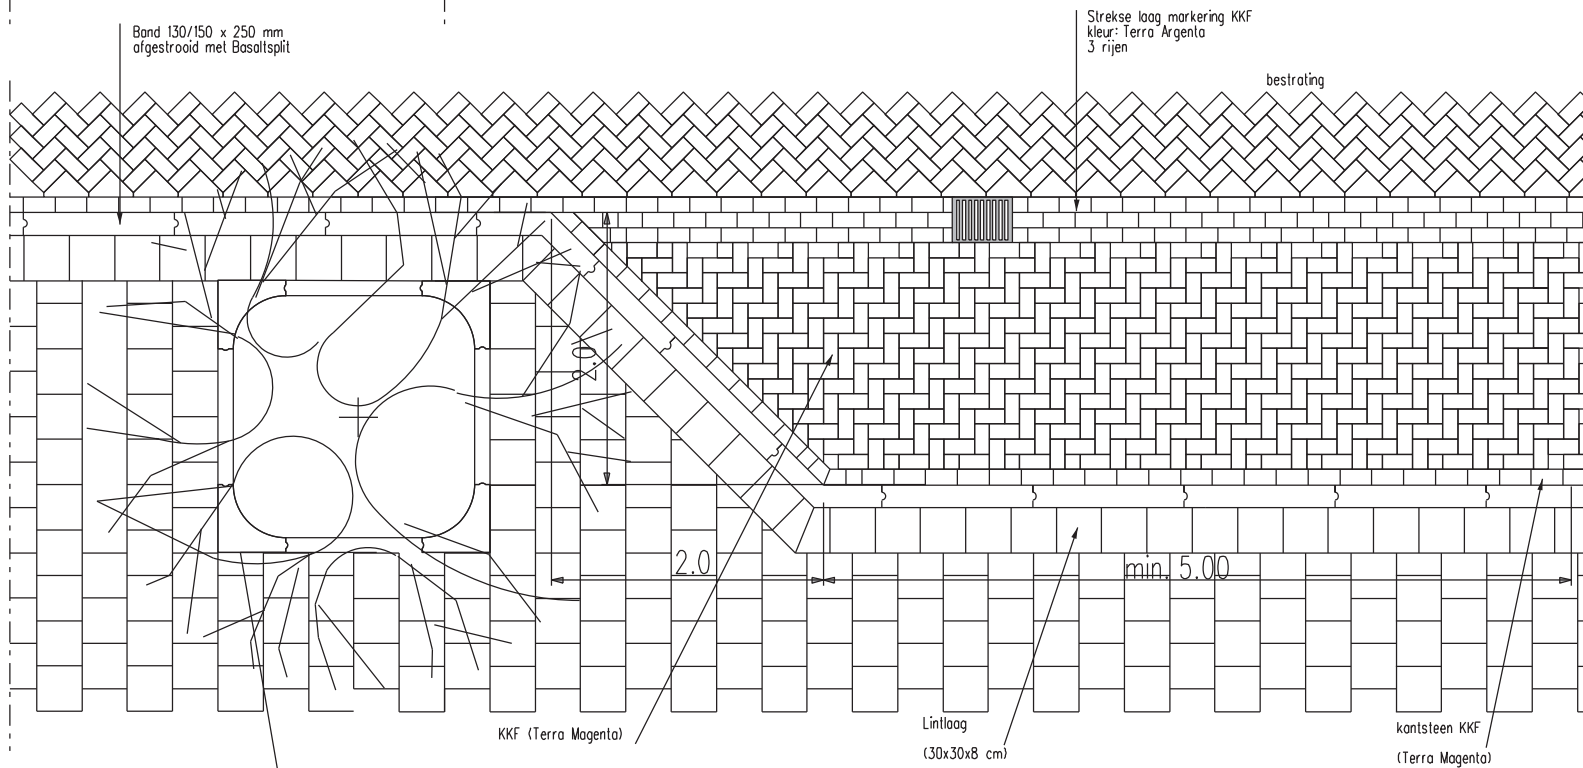 Band 130/150 x 250 mm
afgestrooid met Basaltsplit
Strekse laag markering KKF
kleur: Terra Argenta
3 rijen
bestrating
2.0
2.0
min. 5.00
KKF (Terra Magenta)
Lintlaag
(30x30x8 cm)
kantsteen KKF
(Terra Magenta)